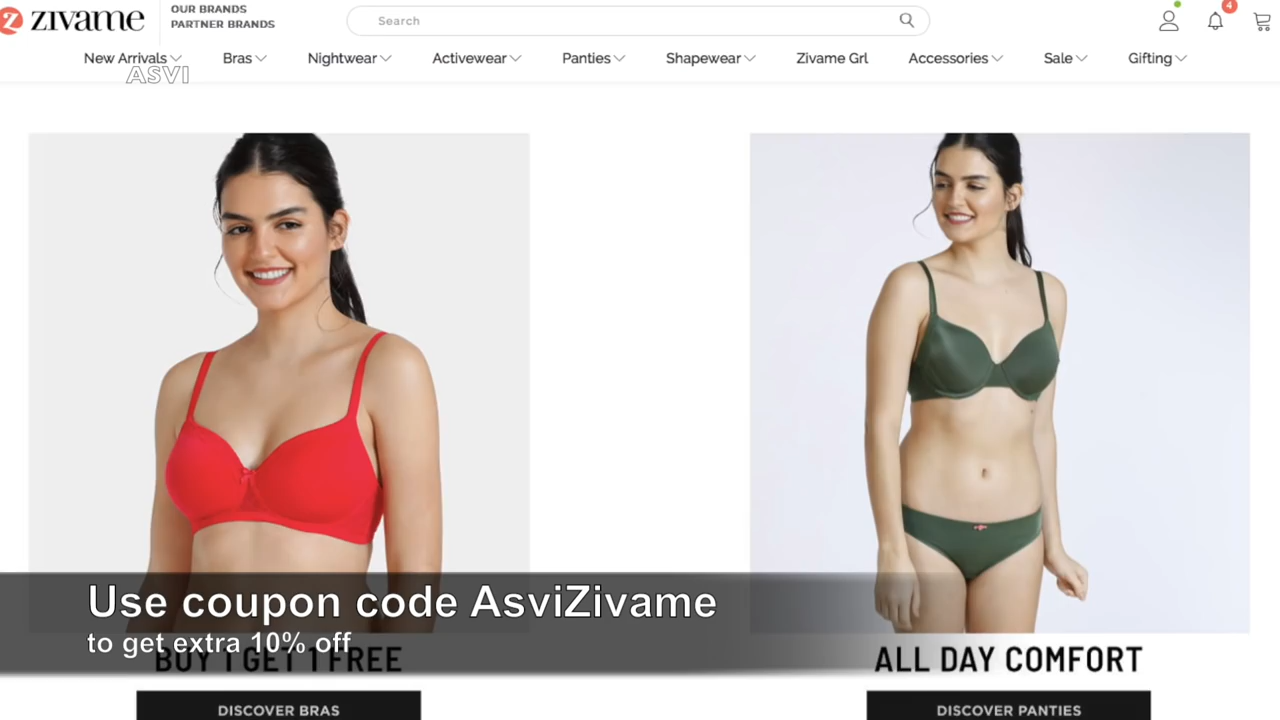 zivame
OUR BRANDS
PARTNER BRANDS
Search
4
New Arrivals
Bras
Nightwear
Activewear
Panties
Shapewear
Zivame Grl
Accessories
Sale
Gifting
ASVI
Use coupon code AsviZivame
to get extra 10% off
BUY 1 GET 1 FREE
ALL DAY COMFORT
DISCOVER BRAS
DISCOVER PANTIES